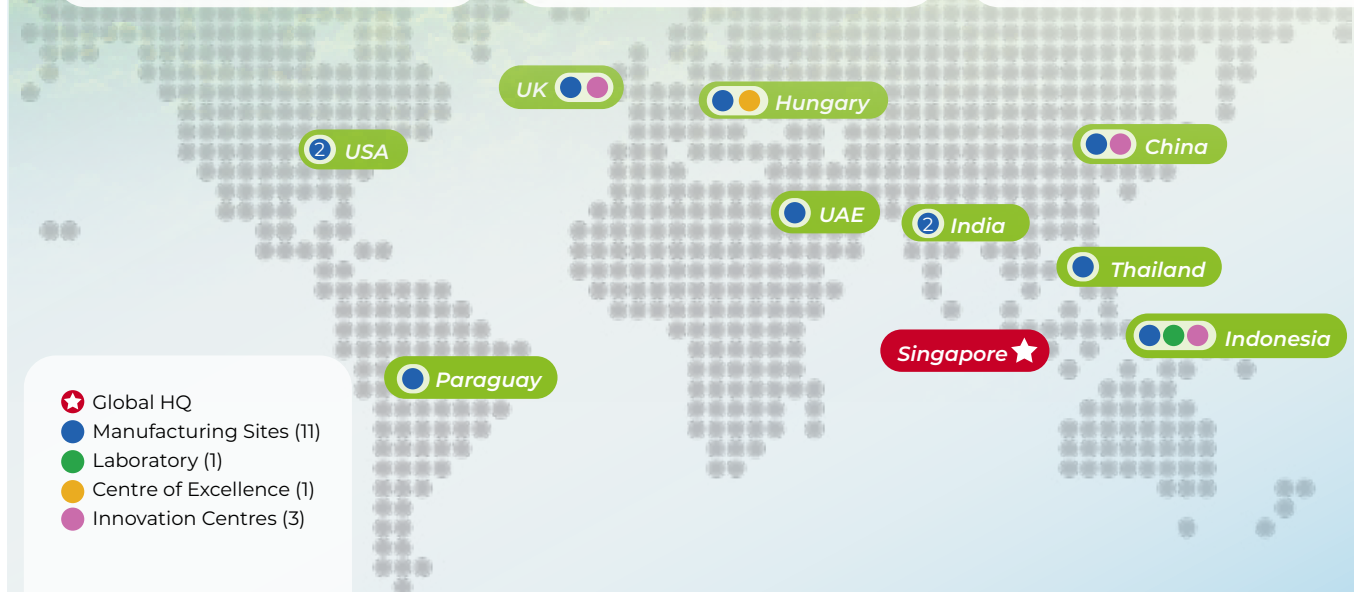 UK
Hungary
2 USA
China
UAE
2 India
Thailand
Indonesia
Singapore
Paraguay
Global HQ
Manufacturing Sites (11)
Laboratory (1)
Centre of Excellence (1)
Innovation Centres (3)